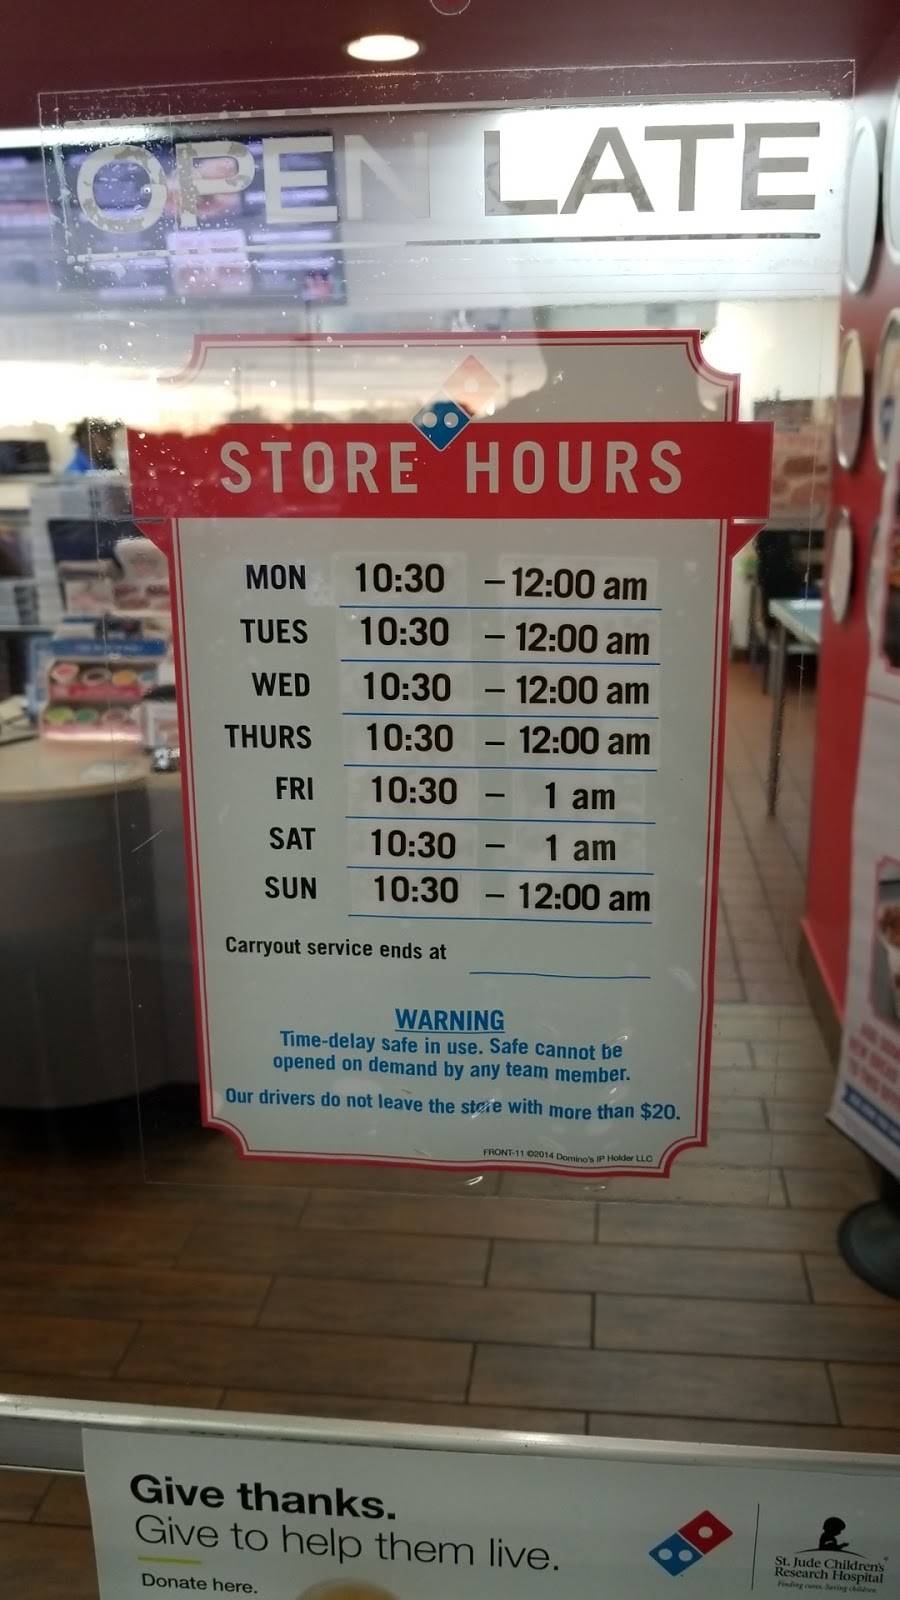 OPEN LATE
STORE HOURS
MON 10:30 – 12:00 am
TUES 10:30 – 12:00 am
WED 10:30 – 12:00 am
THURS 10:30 – 12:00 am
FRI 10:30 – 1 am
SAT 10:30 – 1 am
SUN 10:30 – 12:00 am
Carryout service ends at
WARNING
Time-delay safe in use. Safe cannot be
opened on demand by any team member.
Our drivers do not leave the store with more than $20.
FRONT-11 ©2014 Domino's IP Holder LLC
Give thanks.
Give to help them live.
Donate here.
St. Jude Children's
Research Hospital
Finding cures. Saving children.